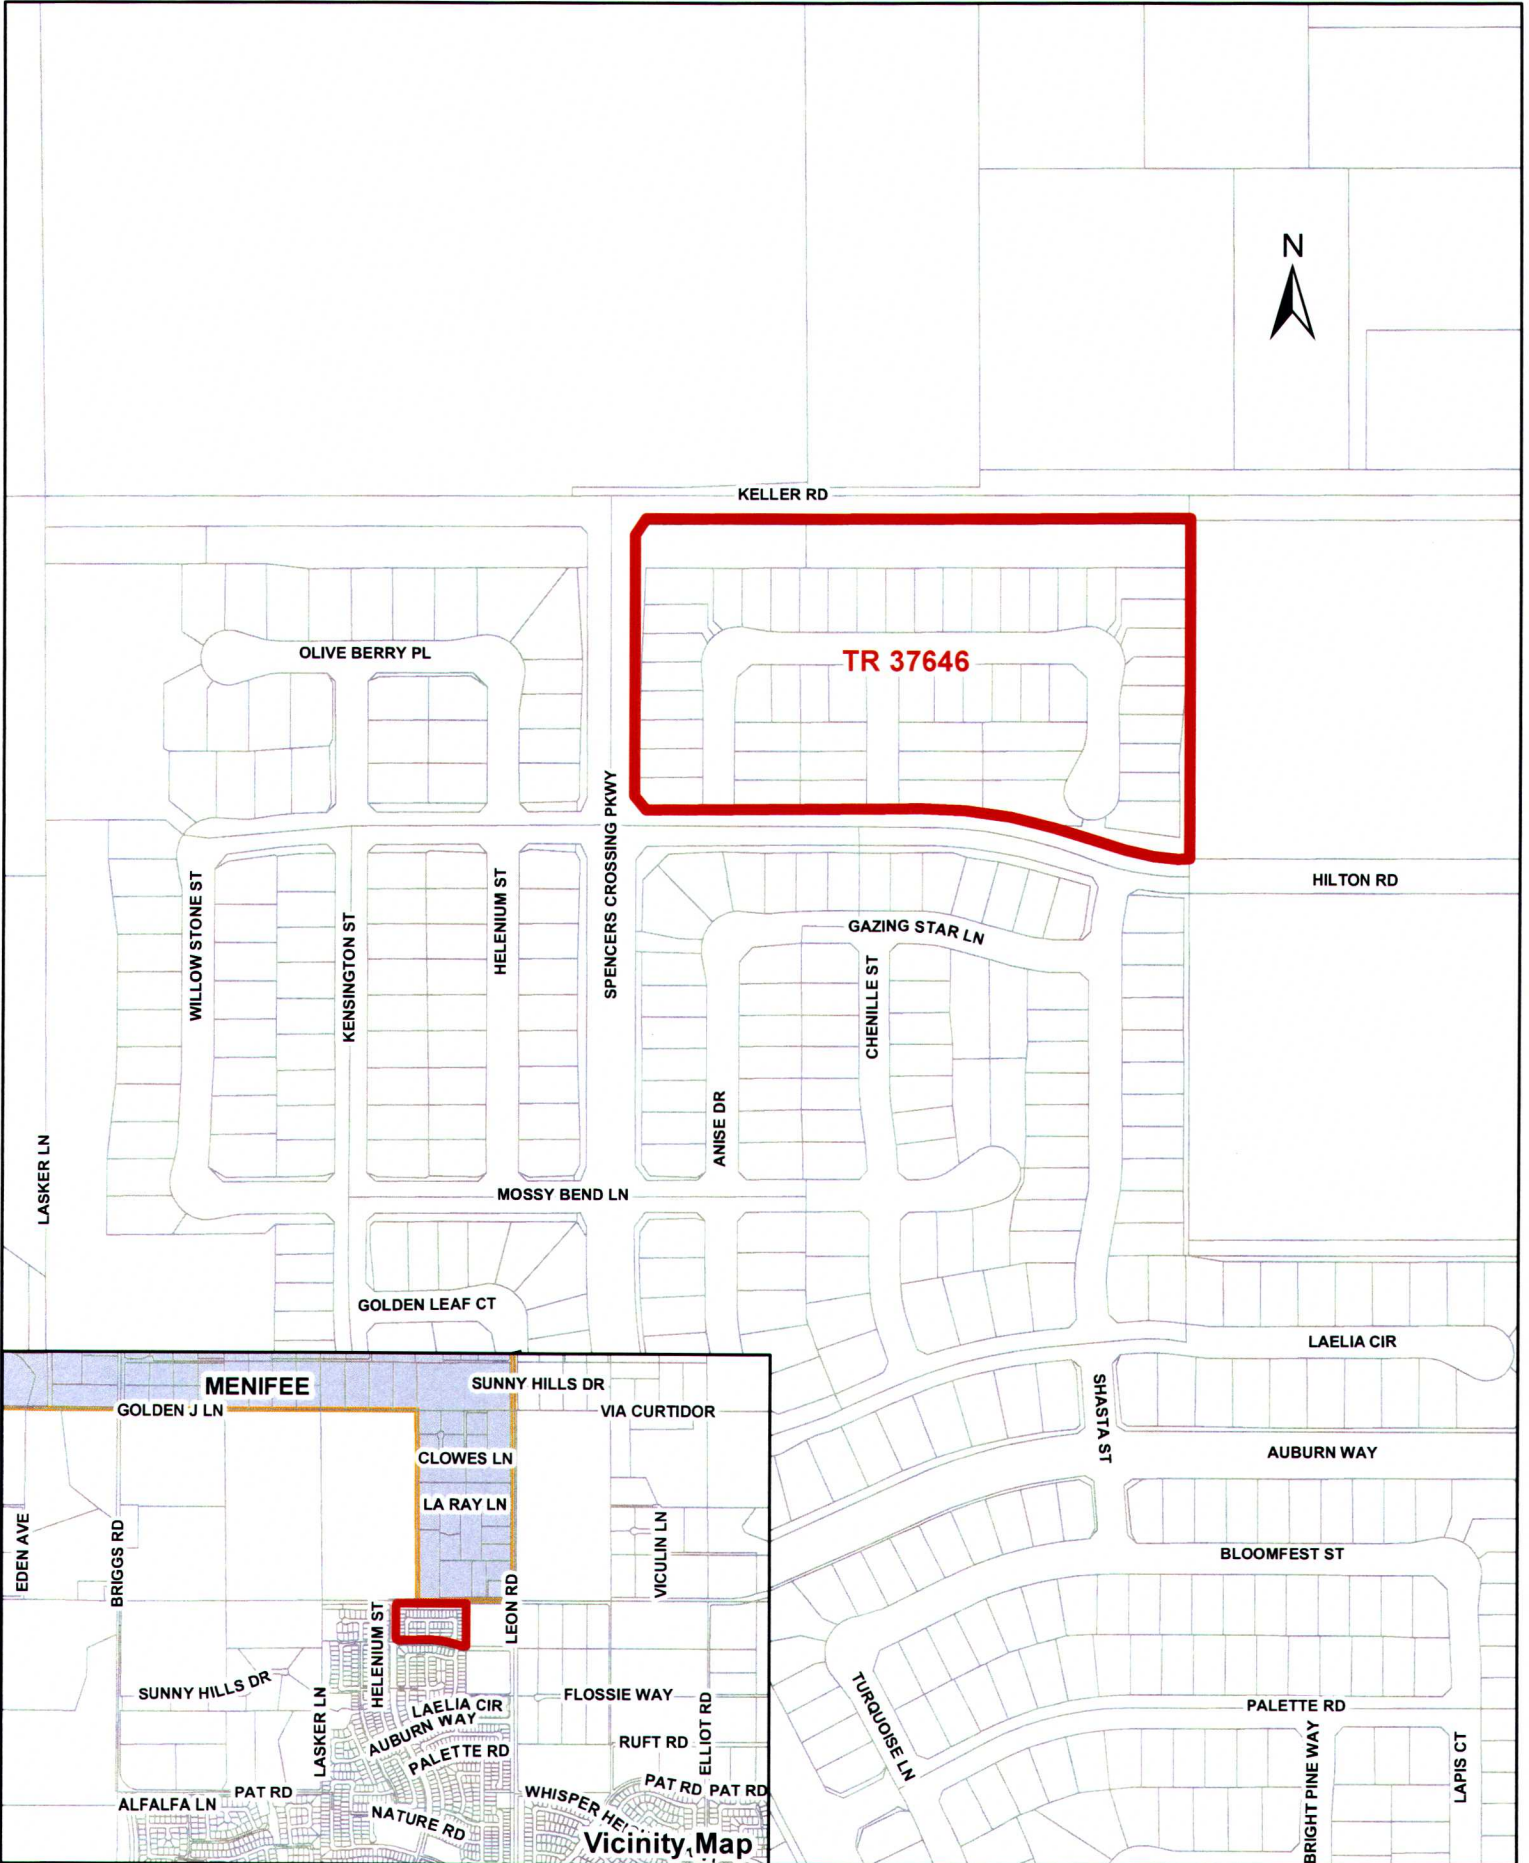 N
KELLER RD
OLIVE BERRY PL
TR 37646
SPENCERS CROSSING PKWY
HILTON RD
WILLOW STONE ST
KENSINGTON ST
HELENIUM ST
GAZING STAR LN
CHENILLE ST
ANISE DR
LASKER LN
MOSSY BEND LN
GOLDEN LEAF CT
LAELIA CIR
SHASTA ST
AUBURN WAY
BLOOMFEST ST
TURQUOISE LN
PALETTE RD
BRIGHT PINE WAY
LAPIS CT
MENIFEE
SUNNY HILLS DR
GOLDEN J LN
VIA CURTIDOR
CLOWES LN
LA RAY LN
EDEN AVE
BRIGGS RD
VICULIN LN
LEON RD
HELENIUM ST
SUNNY HILLS DR
LASKER LN
LAELIA CIR
AUBURN WAY
PALETTE RD
FLOSSIE WAY
ELLIOT RD
RUFT RD
PAT RD
PAT RD
PAT RD
ALFALFA LN
NATURE RD
WHISPER
Vicinity Map